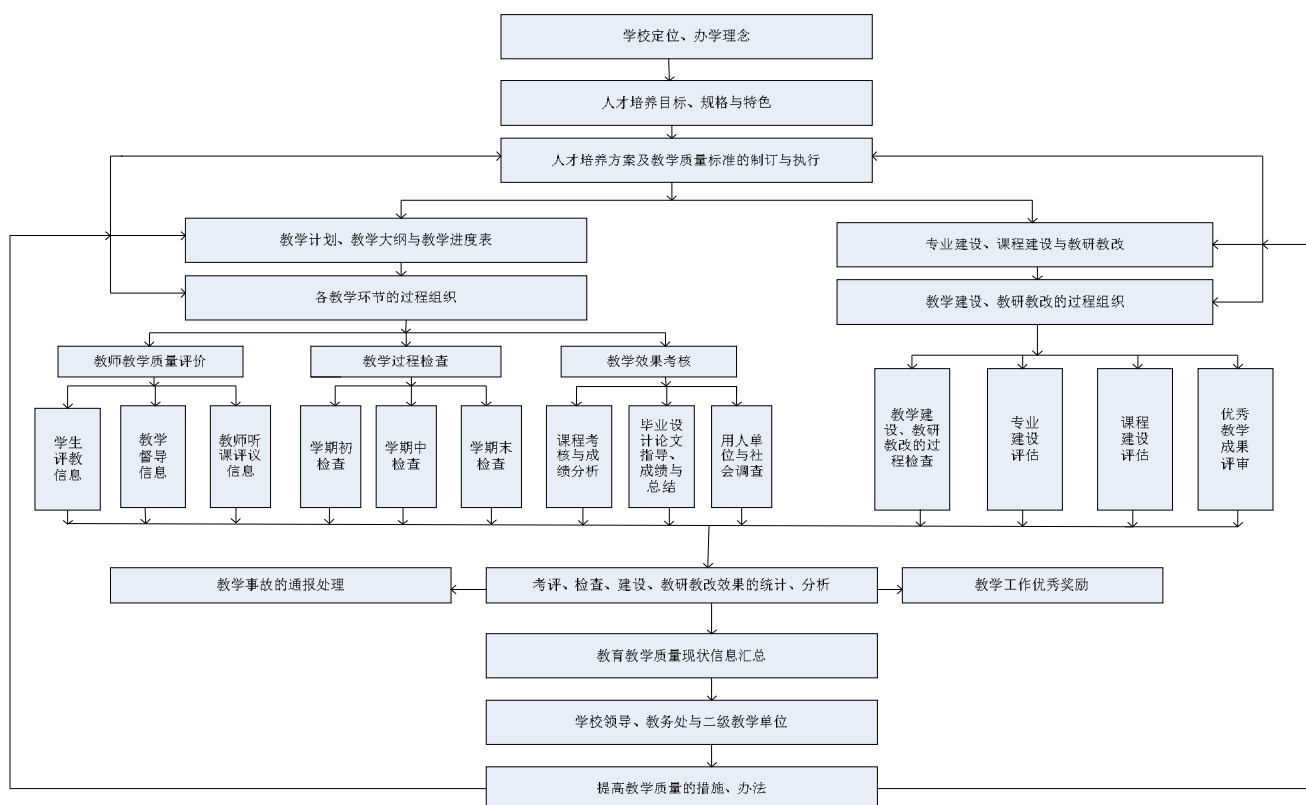 学校定位、办学理念
人才培养目标、规格与特色
人才培养方案及教学质量标准的制订与执行
教学计划、教学大纲与教学进度表
专业建设、课程建设与教研教改
各教学环节的过程组织
教学建设、教研教改的过程组织
教师教学质量评价
教学过程检查
教学效果考核
学生
评教
信息
教学
督导
信息
教师听
课评议
信息
学期初
检查
学期中
检查
学期末
检查
课程考
核与成
绩分析
毕业设
计论文
指导、
成绩与
总结
用人单
位与社
会调查
教学建
设、教研
教改的过
程检查
专业
建设
评估
课程
建设
评估
优秀
教学
成果
评审
教学事故的通报处理
考评、检查、建设、教研教改效果的统计、分析
教学工作优秀奖励
教育教学质量现状信息汇总
学校领导、教务处与二级教学单位
提高教学质量的措施、办法